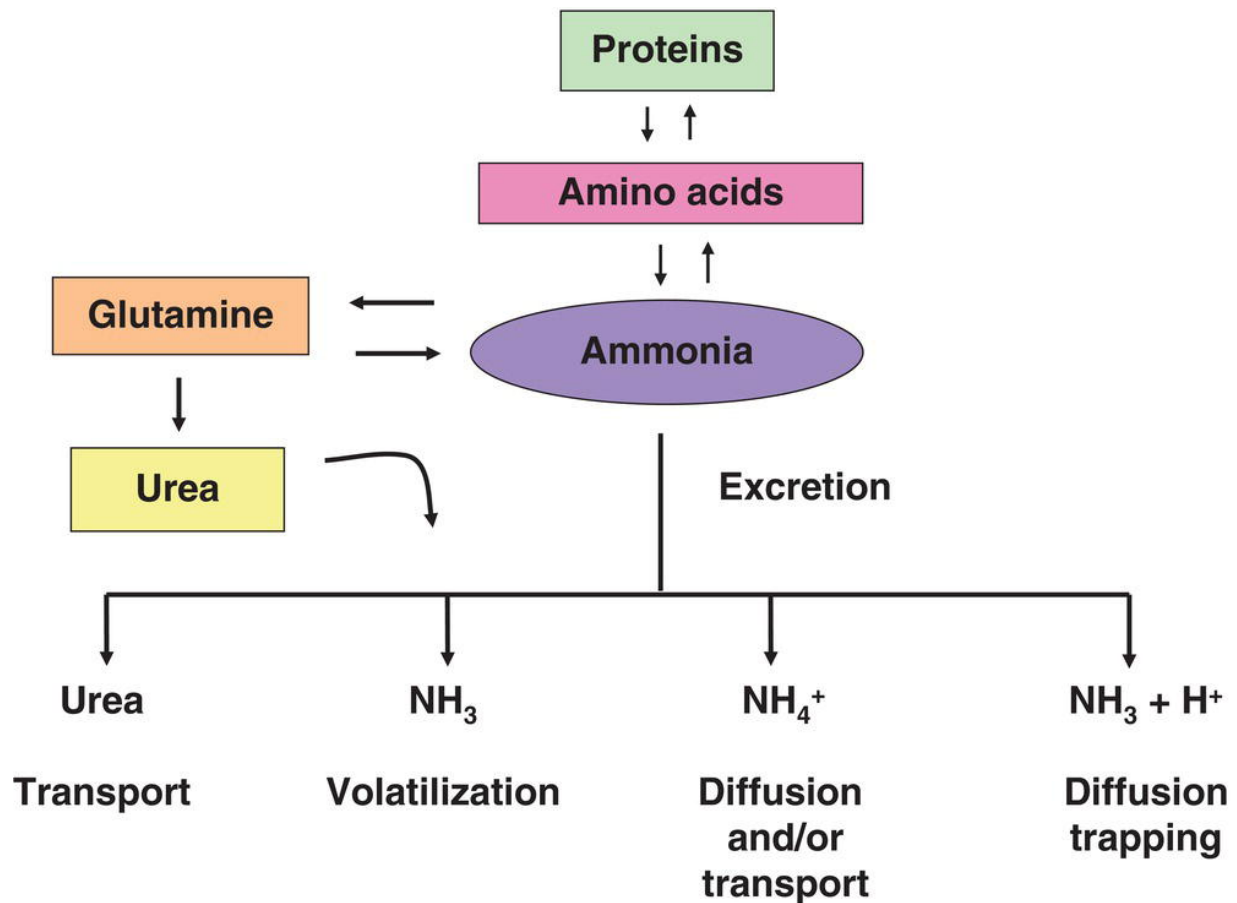 Proteins
Amino acids
Glutamine
Ammonia
Urea
Excretion
Urea
NH₃
NH₄⁺
NH₃ + H⁺
Transport
Volatilization
Diffusion
and/or
transport
Diffusion
trapping